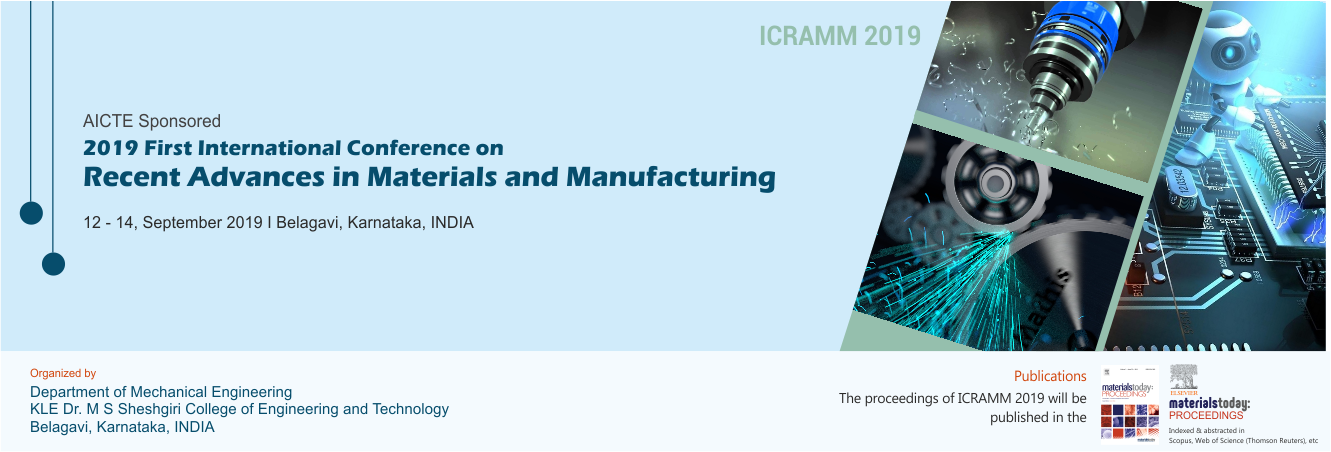 ICRAMM 2019
AICTE Sponsored
2019 First International Conference on
Recent Advances in Materials and Manufacturing
12 - 14, September 2019 I Belagavi, Karnataka, INDIA
Organized by
Department of Mechanical Engineering
KLE Dr. M S Sheshgiri College of Engineering and Technology
Belagavi, Karnataka, INDIA
Publications
The proceedings of ICRAMM 2019 will be
published in the
materialstoday:
PROCEEDINGS
ELSEVIER
materialstoday:
PROCEEDINGS
Indexed & abstracted in
Scopus, Web of Science (Thomson Reuters), etc
Mathis
12.03542